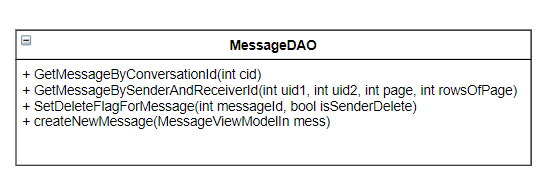 MessageDAO
+ GetMessageByConversationId(int cid)
+ GetMessageBySenderAndReceiverId(int uid1, int uid2, int page, int rowsOfPage)
+ SetDeleteFlagForMessage(int messageId, bool isSenderDelete)
+ createNewMessage(MessageViewModelIn mess)